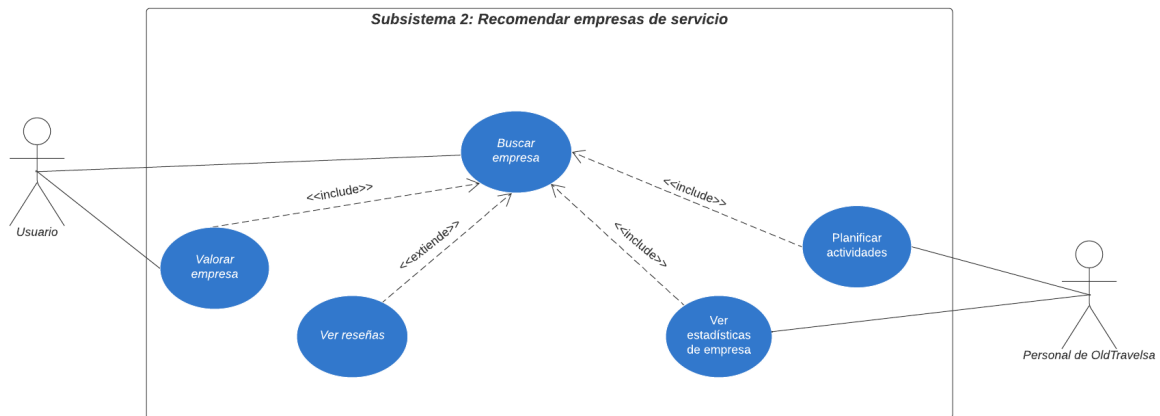 Subsistema 2: Recomendar empresas de servicio
Buscar
empresa
<<include>>
<<include>>
Usuario
Valorar
empresa
<<extiende>>
<<include>>
Planificar
actividades
Ver reseñas
Ver
estadísticas
de empresa
Personal de OldTravelsa